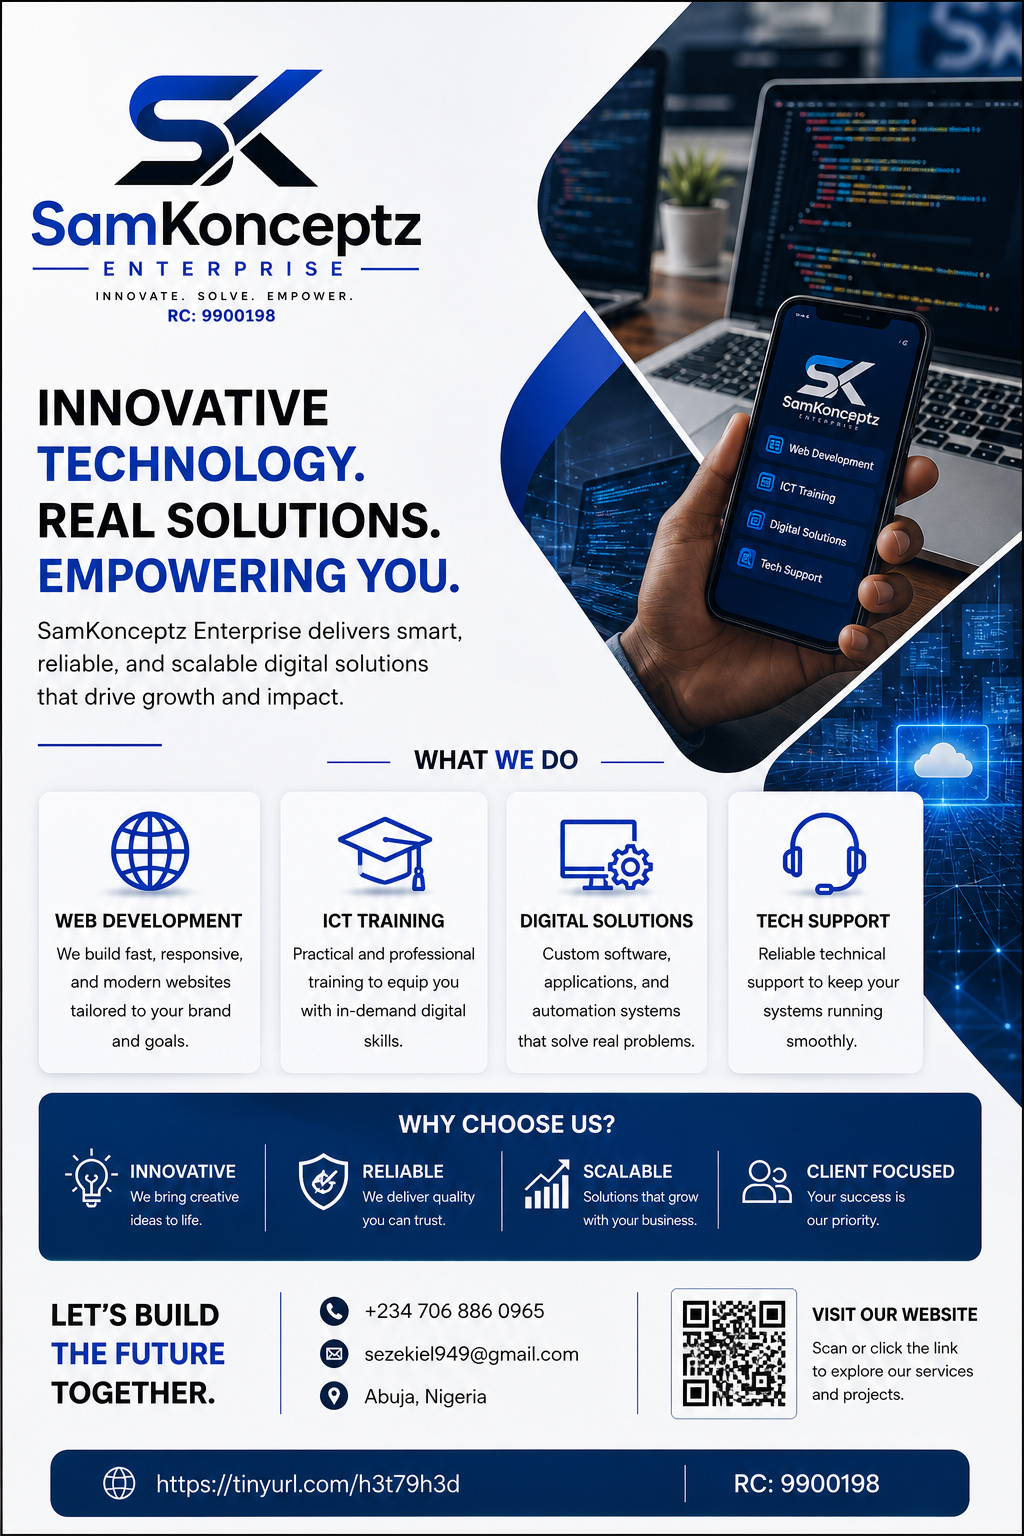 SK
SamKonceptz
ENTERPRISE
INNOVATE. SOLVE. EMPOWER.
RC: 9900198
INNOVATIVE
TECHNOLOGY.
REAL SOLUTIONS.
EMPOWERING YOU.
SamKonceptz Enterprise delivers smart,
reliable, and scalable digital solutions
that drive growth and impact.
SK
SamKonceptz
ENTERPRISE
Web Development
ICT Training
Digital Solutions
Tech Support
WHAT WE DO
WEB DEVELOPMENT
We build fast, responsive,
and modern websites
tailored to your brand
and goals.
ICT TRAINING
Practical and professional
training to equip you
with in-demand digital
skills.
DIGITAL SOLUTIONS
Custom software,
applications, and
automation systems
that solve real problems.
TECH SUPPORT
Reliable technical
support to keep your
systems running
smoothly.
WHY CHOOSE US?
INNOVATIVE
We bring creative
ideas to life.
RELIABLE
We deliver quality
you can trust.
SCALABLE
Solutions that grow
with your business.
CLIENT FOCUSED
Your success is
our priority.
LET'S BUILD
THE FUTURE
TOGETHER.
+234 706 886 0965
sezekiel949@gmail.com
Abuja, Nigeria
VISIT OUR WEBSITE
Scan or click the link
to explore our services
and projects.
https://tinyurl.com/h3t79h3d
RC: 9900198